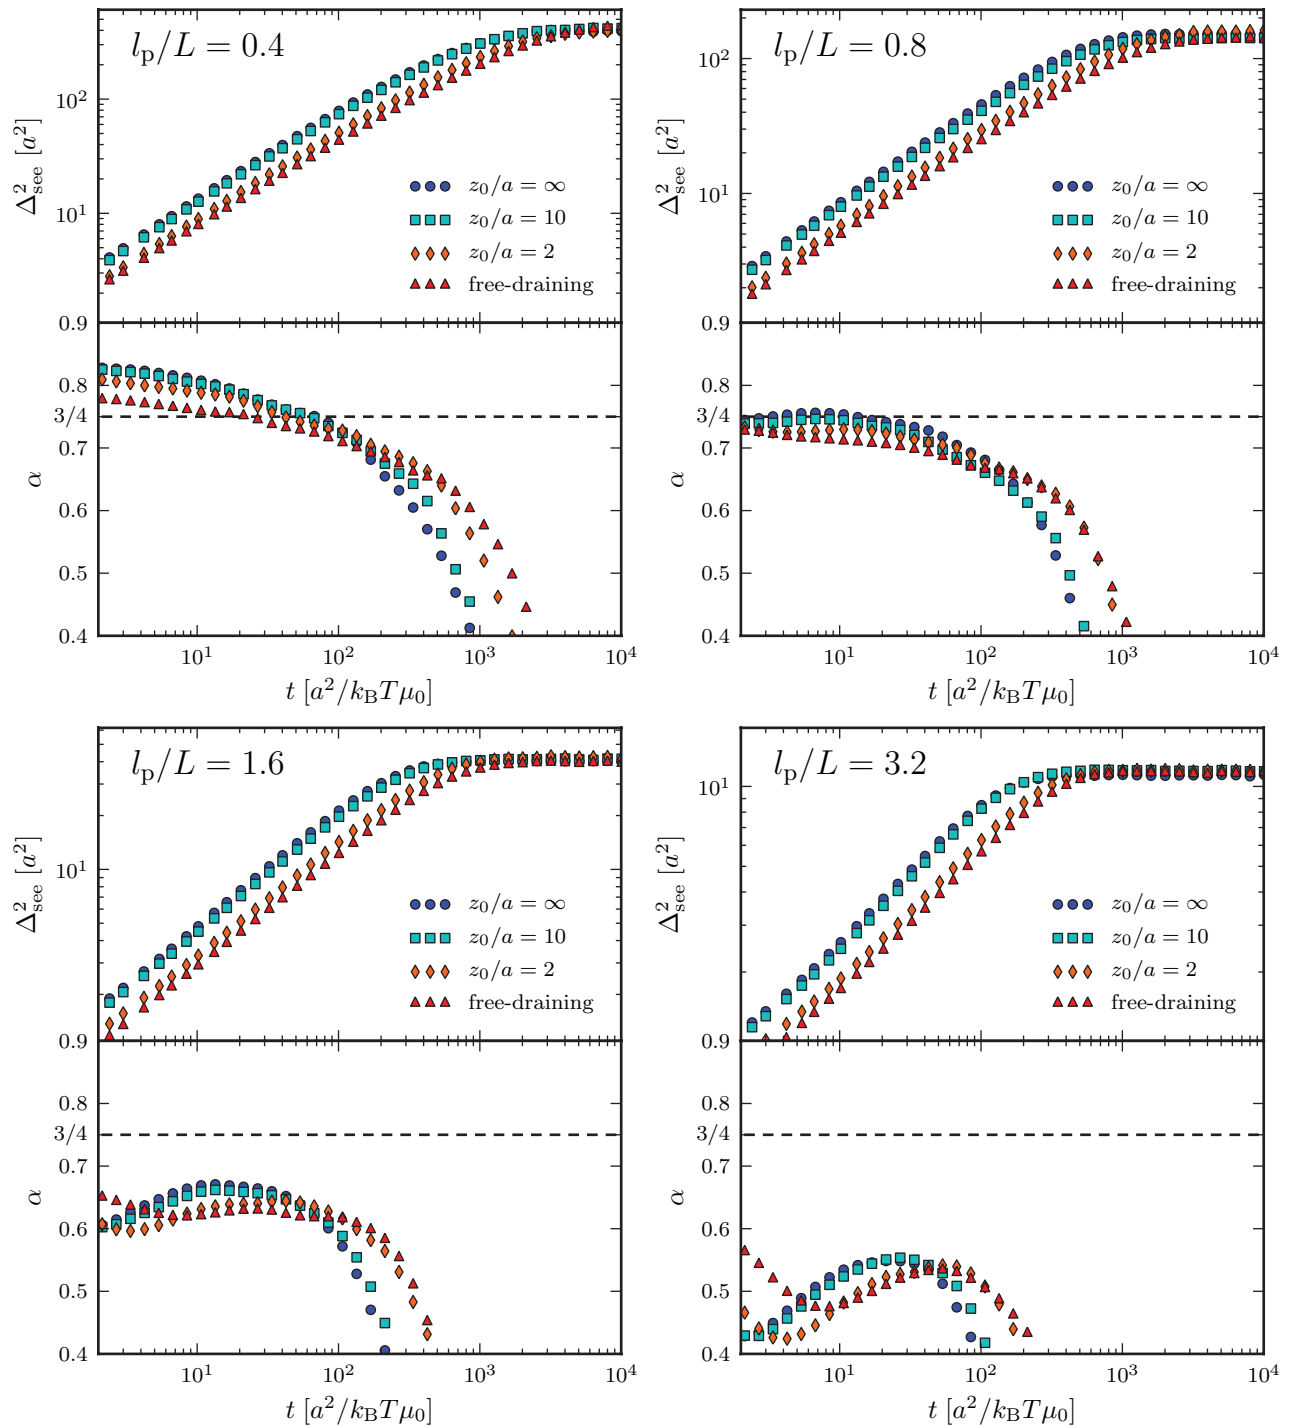 l_p/L = 0.4
Δ²_see [a²]
10²
10¹
z₀/a = ∞
z₀/a = 10
z₀/a = 2
free-draining
α
0.9
0.8
3/4
0.7
0.6
0.5
0.4
10¹ 10² 10³ 10⁴
t [a²/k_BTμ₀]
l_p/L = 0.8
Δ²_see [a²]
10²
10¹
z₀/a = ∞
z₀/a = 10
z₀/a = 2
free-draining
α
0.9
0.8
3/4
0.7
0.6
0.5
0.4
10¹ 10² 10³ 10⁴
t [a²/k_BTμ₀]
l_p/L = 1.6
Δ²_see [a²]
10¹
z₀/a = ∞
z₀/a = 10
z₀/a = 2
free-draining
α
0.9
0.8
3/4
0.7
0.6
0.5
0.4
10¹ 10² 10³ 10⁴
t [a²/k_BTμ₀]
l_p/L = 3.2
Δ²_see [a²]
10¹
z₀/a = ∞
z₀/a = 10
z₀/a = 2
free-draining
α
0.9
0.8
3/4
0.7
0.6
0.5
0.4
10¹ 10² 10³ 10⁴
t [a²/k_BTμ₀]